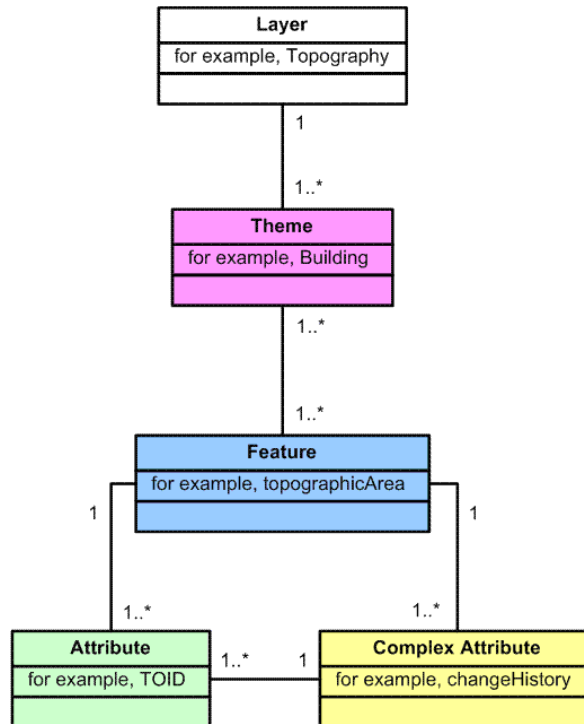 Layer
for example, Topography
1
1..*
Theme
for example, Building
1..*
1..*
Feature
for example, topographicArea
1
1
1..*
1..*
Attribute
for example, TOID
1..*
1
Complex Attribute
for example, changeHistory